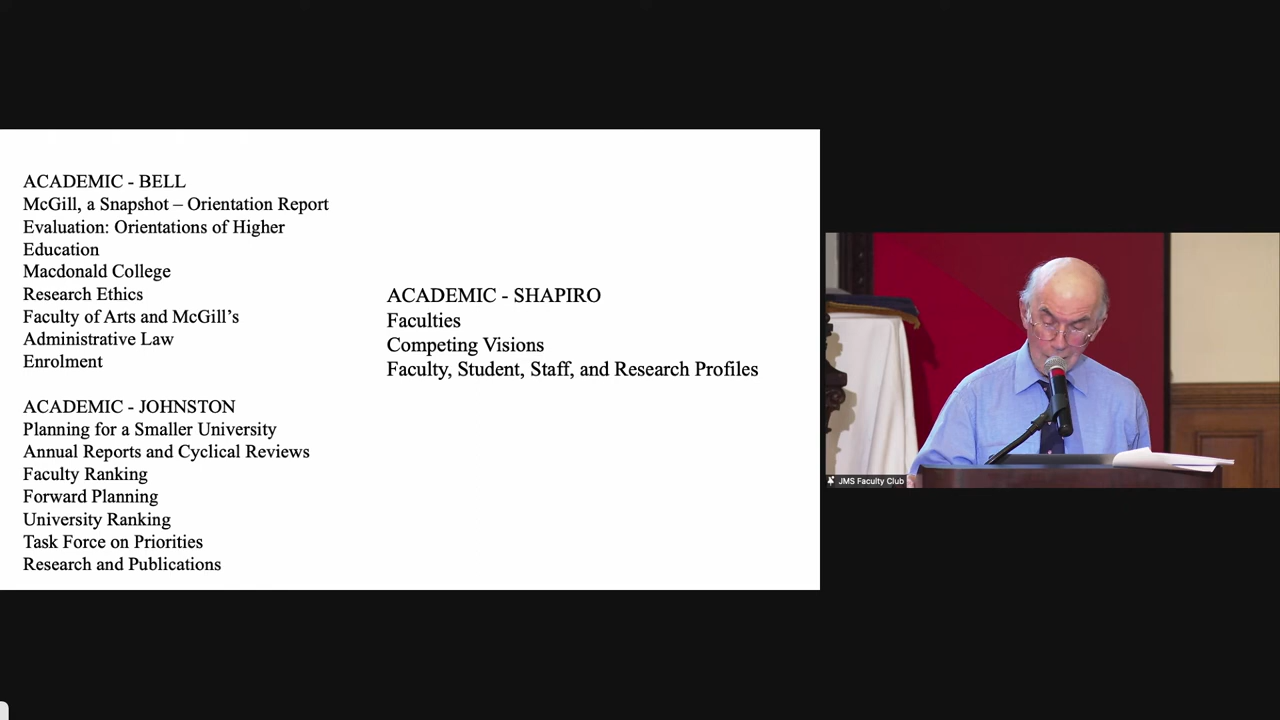 ACADEMIC - BELL
McGill, a Snapshot – Orientation Report
Evaluation: Orientations of Higher
Education
Macdonald College
Research Ethics
Faculty of Arts and McGill’s
Administrative Law
Enrolment
ACADEMIC - JOHNSTON
Planning for a Smaller University
Annual Reports and Cyclical Reviews
Faculty Ranking
Forward Planning
University Ranking
Task Force on Priorities
Research and Publications
ACADEMIC - SHAPIRO
Faculties
Competing Visions
Faculty, Student, Staff, and Research Profiles
JMS Faculty Club